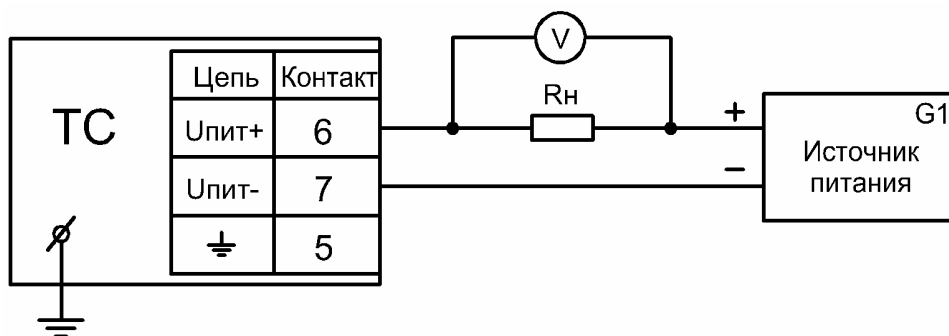 V
Цепь Контакт
Rн
ТС
Uпит+ 6
+
G1
Источник
питания
Uпит- 7
–
5